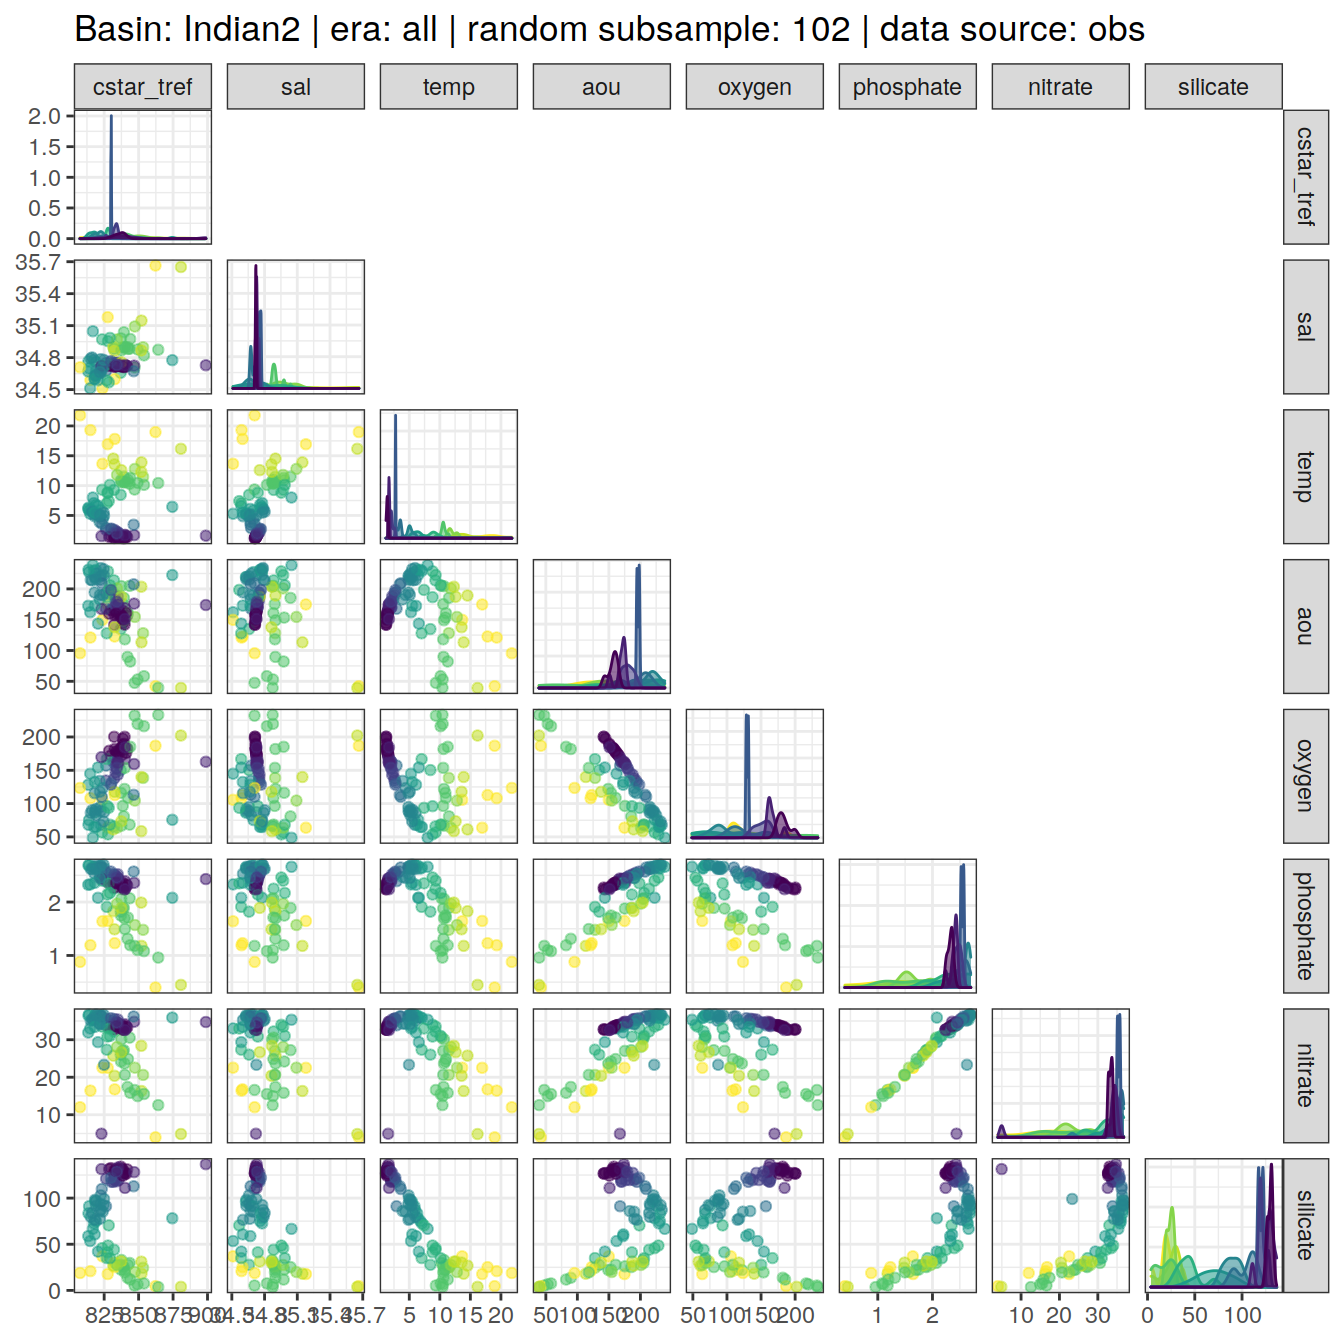 Basin: Indian2 | era: all | random subsample: 102 | data source: obs
cstar_tref sal temp aou oxygen phosphate nitrate silicate
2.0
1.5
1.0
0.5
0.0
cstar_tref
35.7
35.4
35.1
34.8
34.5
sal
20
15
10
5
temp
200
150
100
50
aou
200
150
100
50
oxygen
2
1
phosphate
30
20
10
nitrate
100
50
0
silicate
825 850 875 900 34.5 34.8 35.1 35.4 35.7 5 10 15 20 50 100 150 200 50 100 150 200 1 2 10 20 30 0 50 100